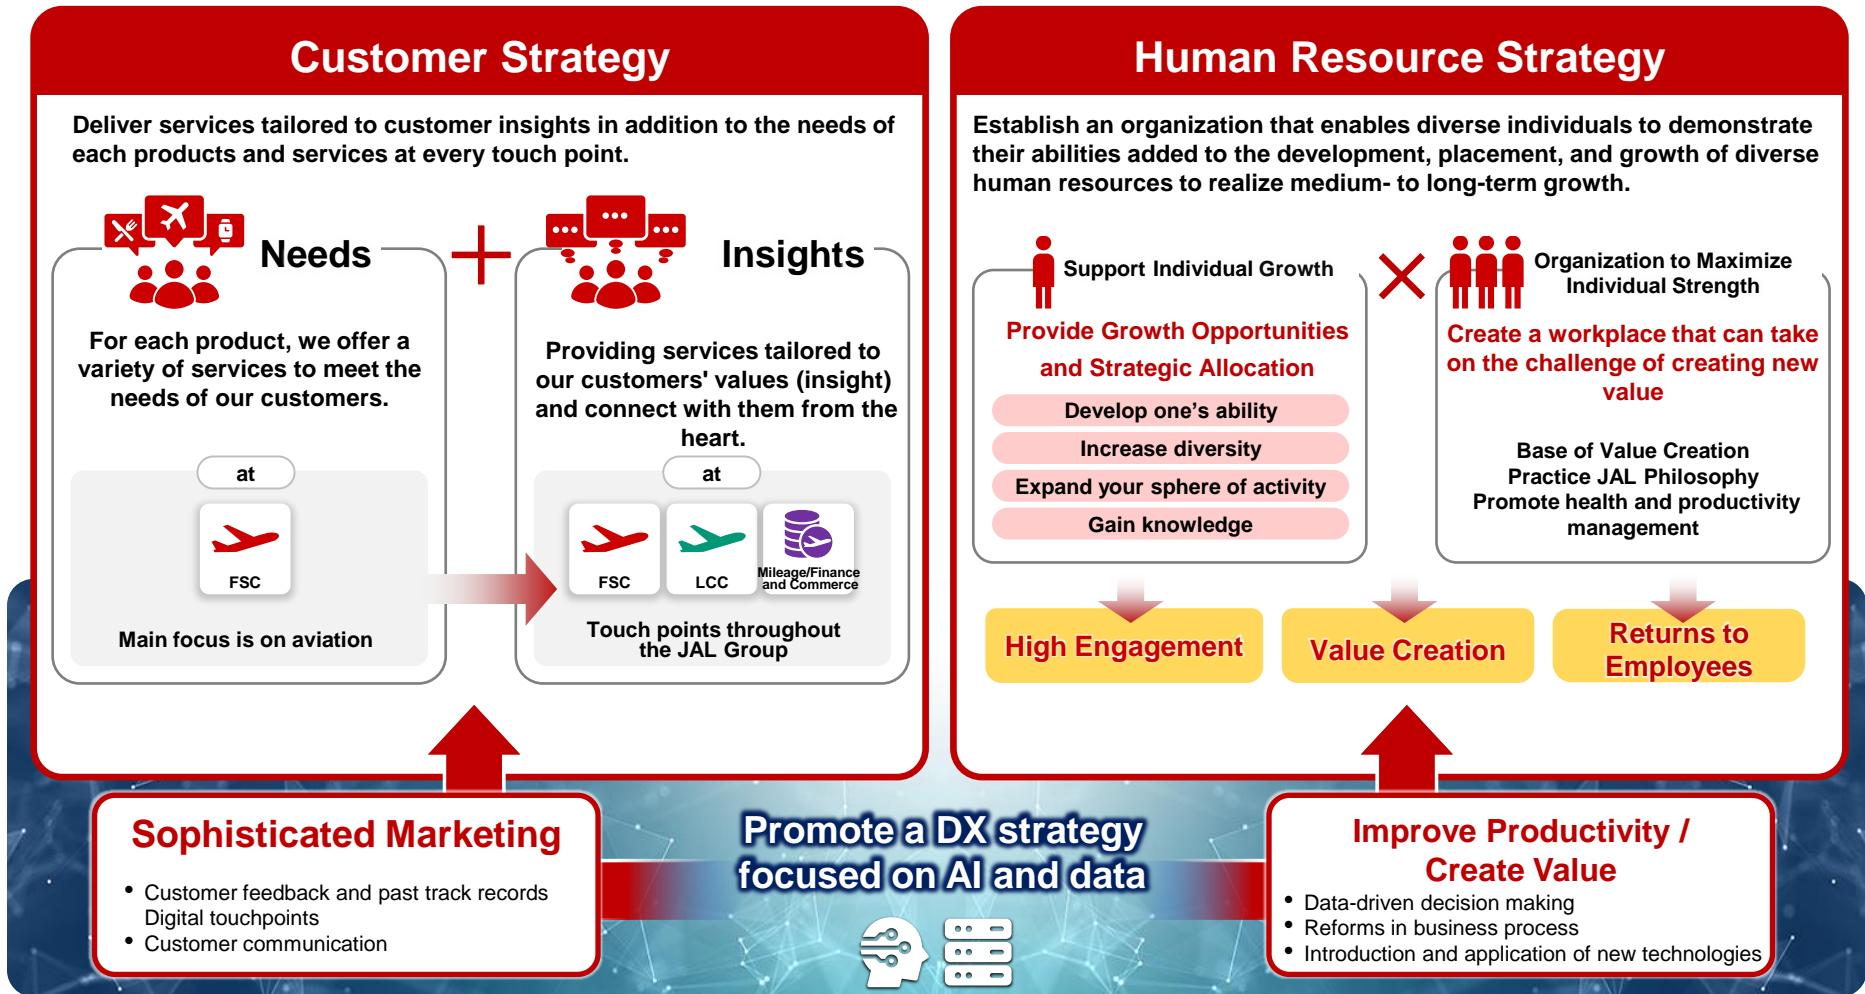 Customer Strategy
Deliver services tailored to customer insights in addition to the needs of
each products and services at every touch point.
Needs
For each product, we offer a
variety of services to meet the
needs of our customers.
at
FSC
Main focus is on aviation
Insights
Providing services tailored to
our customers' values (insight)
and connect with them from the
heart.
at
FSC
LCC
Mileage/Finance
and Commerce
Touch points throughout
the JAL Group
Human Resource Strategy
Establish an organization that enables diverse individuals to demonstrate
their abilities added to the development, placement, and growth of diverse
human resources to realize medium- to long-term growth.
Support Individual Growth
Provide Growth Opportunities
and Strategic Allocation
Develop one’s ability
Increase diversity
Expand your sphere of activity
Gain knowledge
Organization to Maximize
Individual Strength
Create a workplace that can take
on the challenge of creating new
value
Base of Value Creation
Practice JAL Philosophy
Promote health and productivity
management
High Engagement
Value Creation
Returns to
Employees
Sophisticated Marketing
• Customer feedback and past track records
Digital touchpoints
• Customer communication
Promote a DX strategy
focused on AI and data
Improve Productivity /
Create Value
• Data-driven decision making
• Reforms in business process
• Introduction and application of new technologies